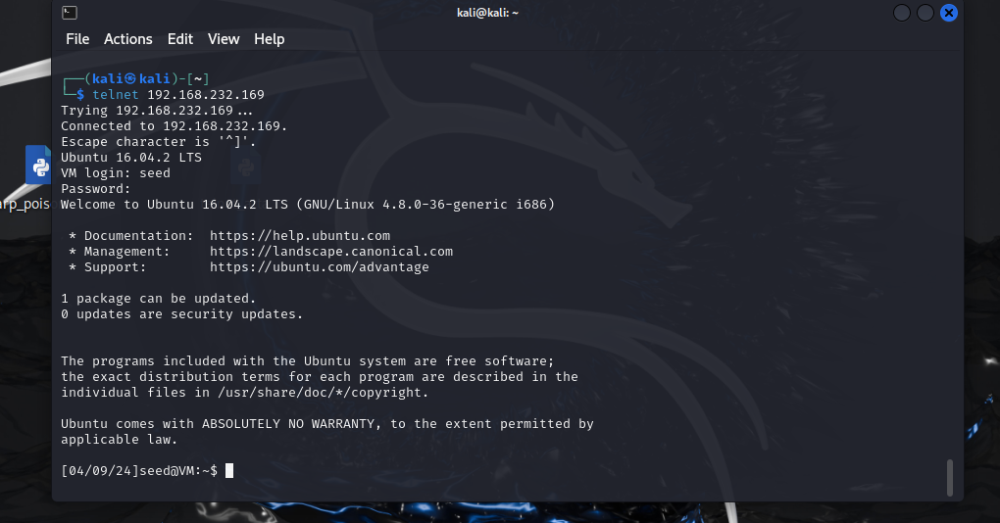 kali@kali: ~
File Actions Edit View Help
┌──(kali㉿kali)-[~]
└─$ telnet 192.168.232.169
Trying 192.168.232.169...
Connected to 192.168.232.169.
Escape character is '^]'.
Ubuntu 16.04.2 LTS
VM login: seed
Password:
Welcome to Ubuntu 16.04.2 LTS (GNU/Linux 4.8.0-36-generic i686)
* Documentation: https://help.ubuntu.com
* Management: https://landscape.canonical.com
* Support: https://ubuntu.com/advantage
1 package can be updated.
0 updates are security updates.
The programs included with the Ubuntu system are free software;
the exact distribution terms for each program are described in the
individual files in /usr/share/doc/*/copyright.
Ubuntu comes with ABSOLUTELY NO WARRANTY, to the extent permitted by
applicable law.
[04/09/24]seed@VM:~$